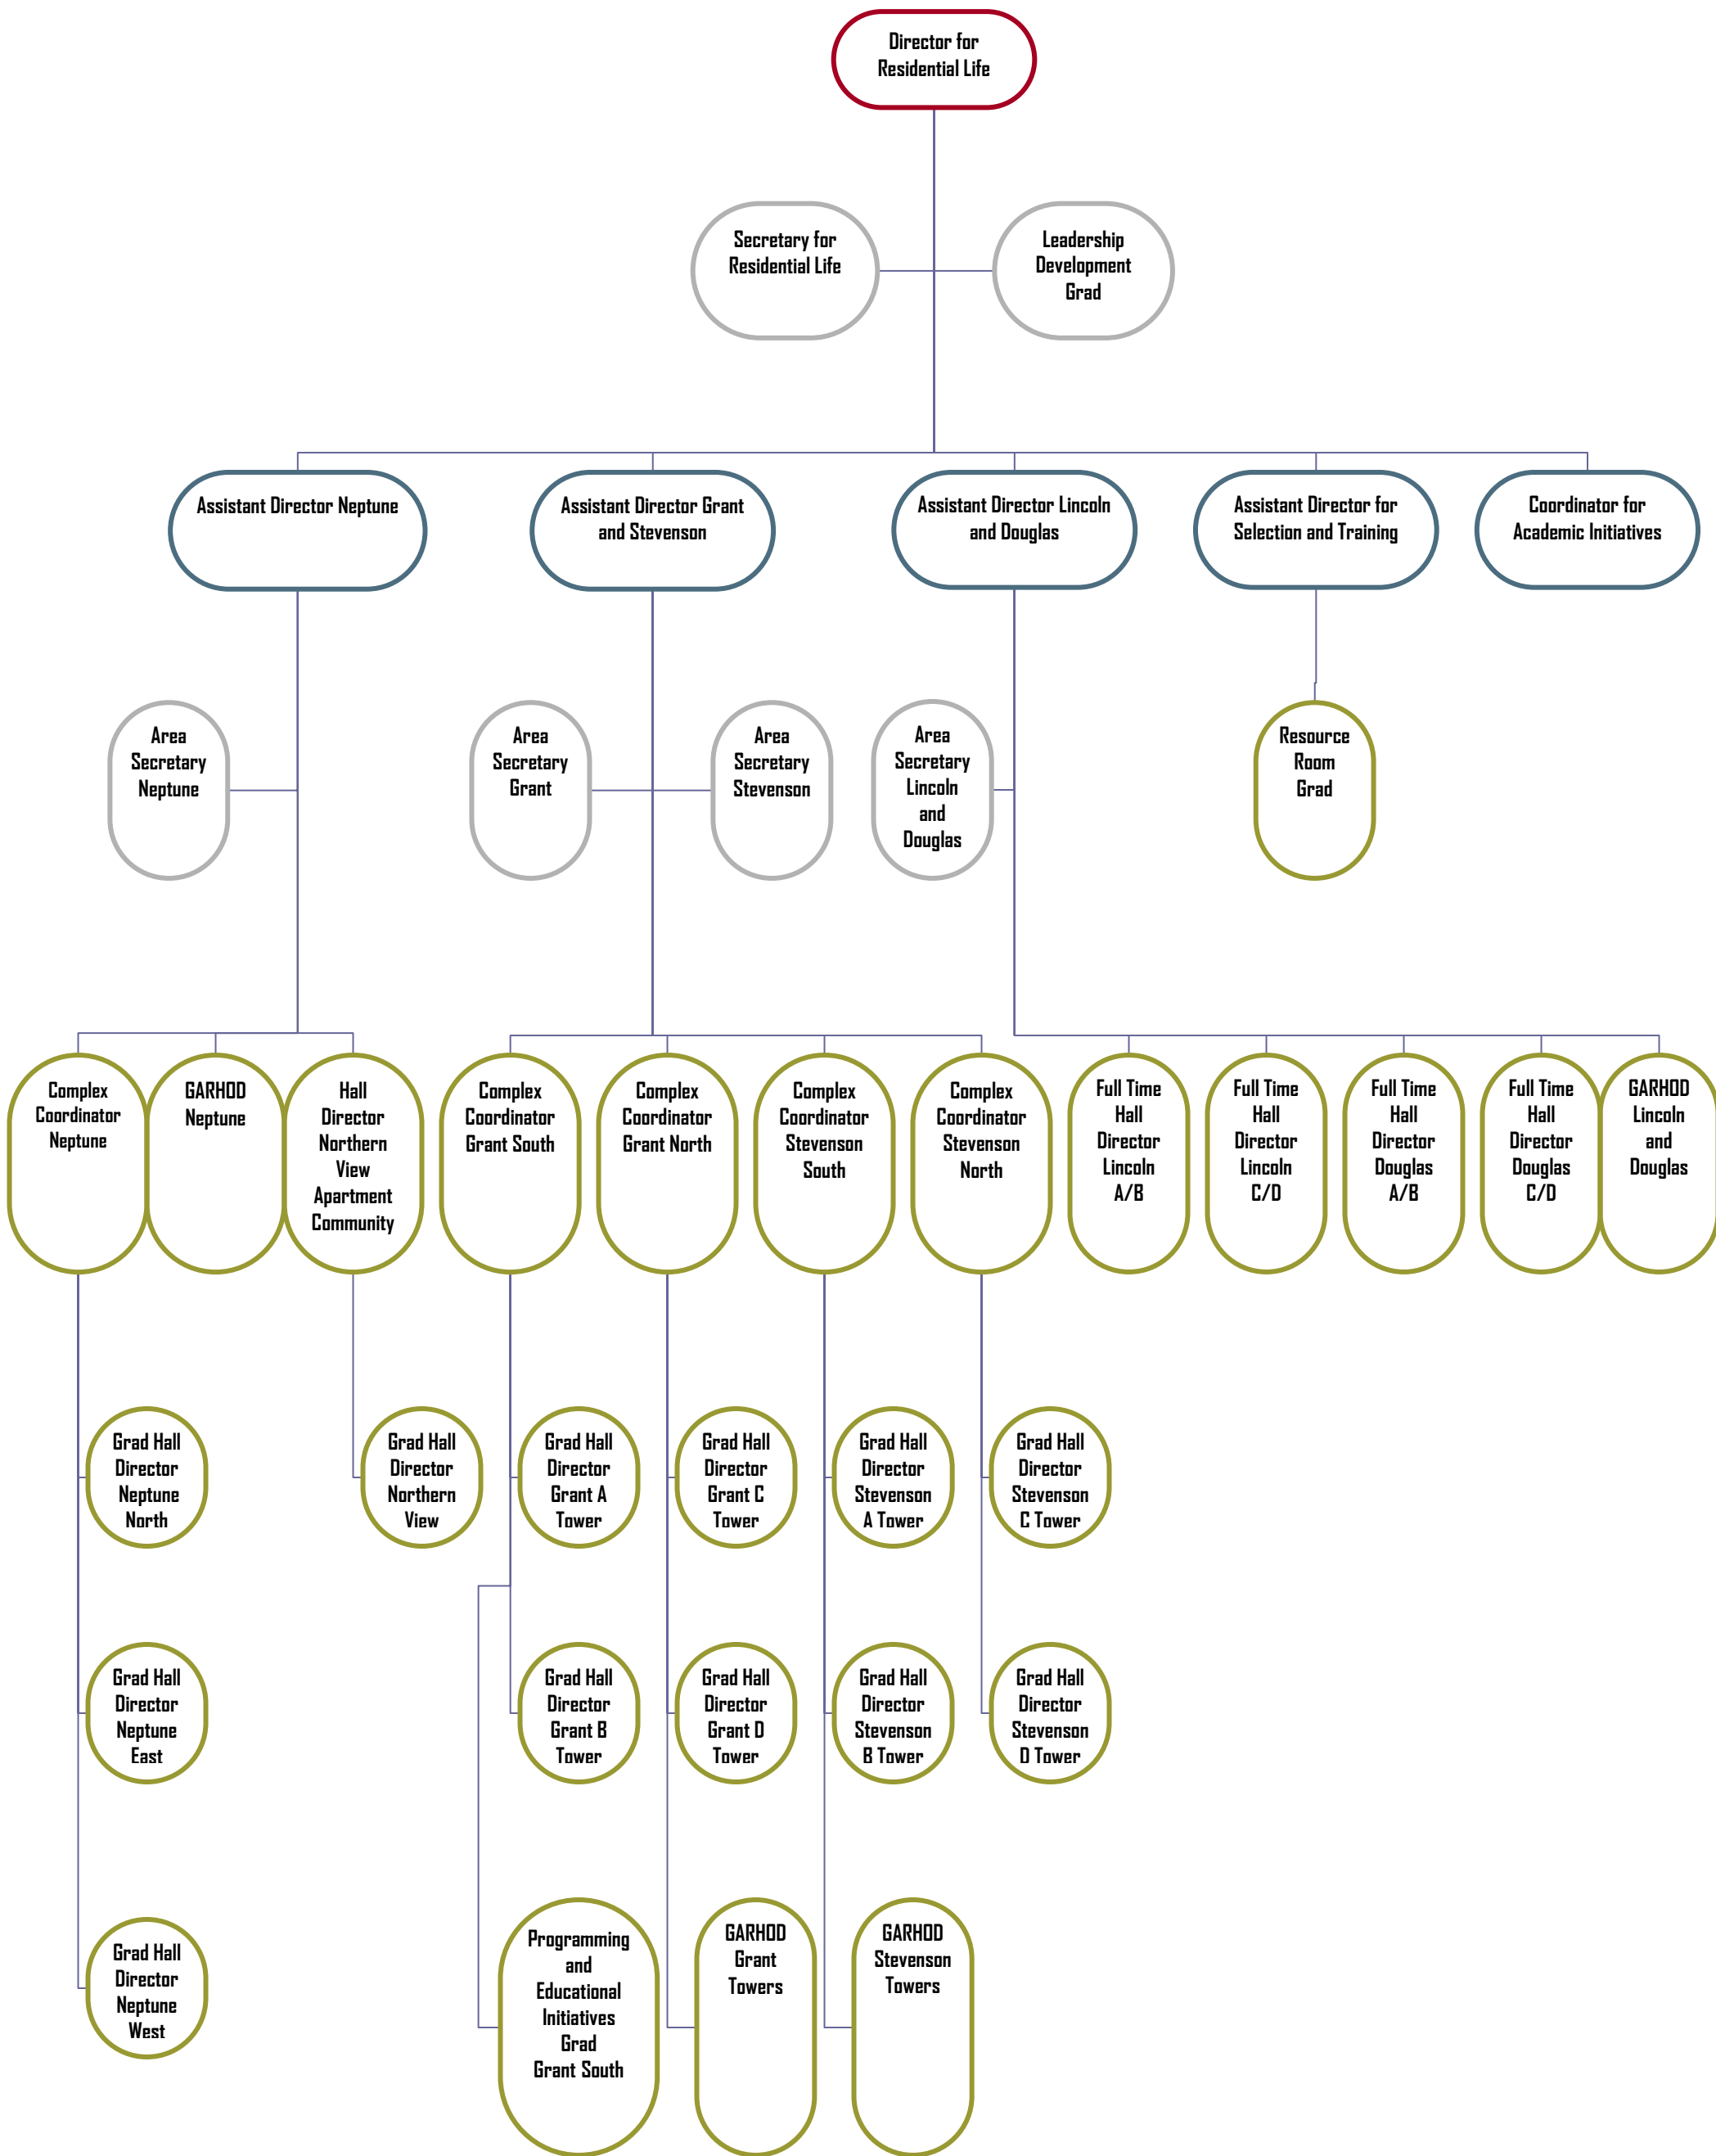 Director for
Residential Life
Secretary for
Residential Life
Leadership
Development
Grad
Assistant Director Neptune
Assistant Director Grant
and Stevenson
Assistant Director Lincoln
and Douglas
Assistant Director for
Selection and Training
Coordinator for
Academic Initiatives
Area
Secretary
Neptune
Area
Secretary
Grant
Area
Secretary
Stevenson
Area
Secretary
Lincoln
and
Douglas
Resource
Room
Grad
Complex
Coordinator
Neptune
GARHOD
Neptune
Hall
Director
Northern
View
Apartment
Community
Complex
Coordinator
Grant South
Complex
Coordinator
Grant North
Complex
Coordinator
Stevenson
South
Complex
Coordinator
Stevenson
North
Full Time
Hall
Director
Lincoln
A/B
Full Time
Hall
Director
Lincoln
C/D
Full Time
Hall
Director
Douglas
A/B
Full Time
Hall
Director
Douglas
C/D
GARHOD
Lincoln
and
Douglas
Grad Hall
Director
Neptune
North
Grad Hall
Director
Northern
View
Grad Hall
Director
Grant A
Tower
Grad Hall
Director
Grant C
Tower
Grad Hall
Director
Stevenson
A Tower
Grad Hall
Director
Stevenson
C Tower
Grad Hall
Director
Neptune
East
Grad Hall
Director
Grant B
Tower
Grad Hall
Director
Grant D
Tower
Grad Hall
Director
Stevenson
B Tower
Grad Hall
Director
Stevenson
D Tower
Grad Hall
Director
Neptune
West
Programming
and
Educational
Initiatives
Grad
Grant South
GARHOD
Grant
Towers
GARHOD
Stevenson
Towers